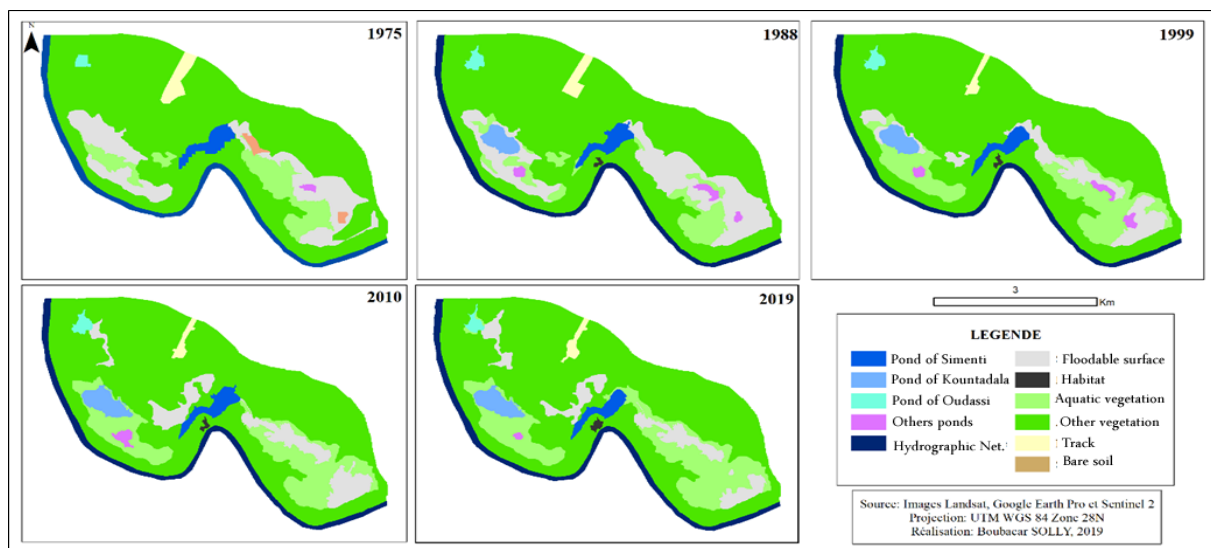 N
1975
1988
1999
2010
2019
3
Km
LEGENDE
Pond of Simenti
Pond of Kountadala
Pond of Oudassi
Others ponds
Hydrographic Net.
: Floodable surface
: Habitat
Aquatic vegetation
: Other vegetation
: Track
: Bare soil
Source: Images Landsat, Google Earth Pro et Sentinel 2
Projection: UTM WGS 84 Zone 28N
Réalisation: Boubacar SOLLY, 2019